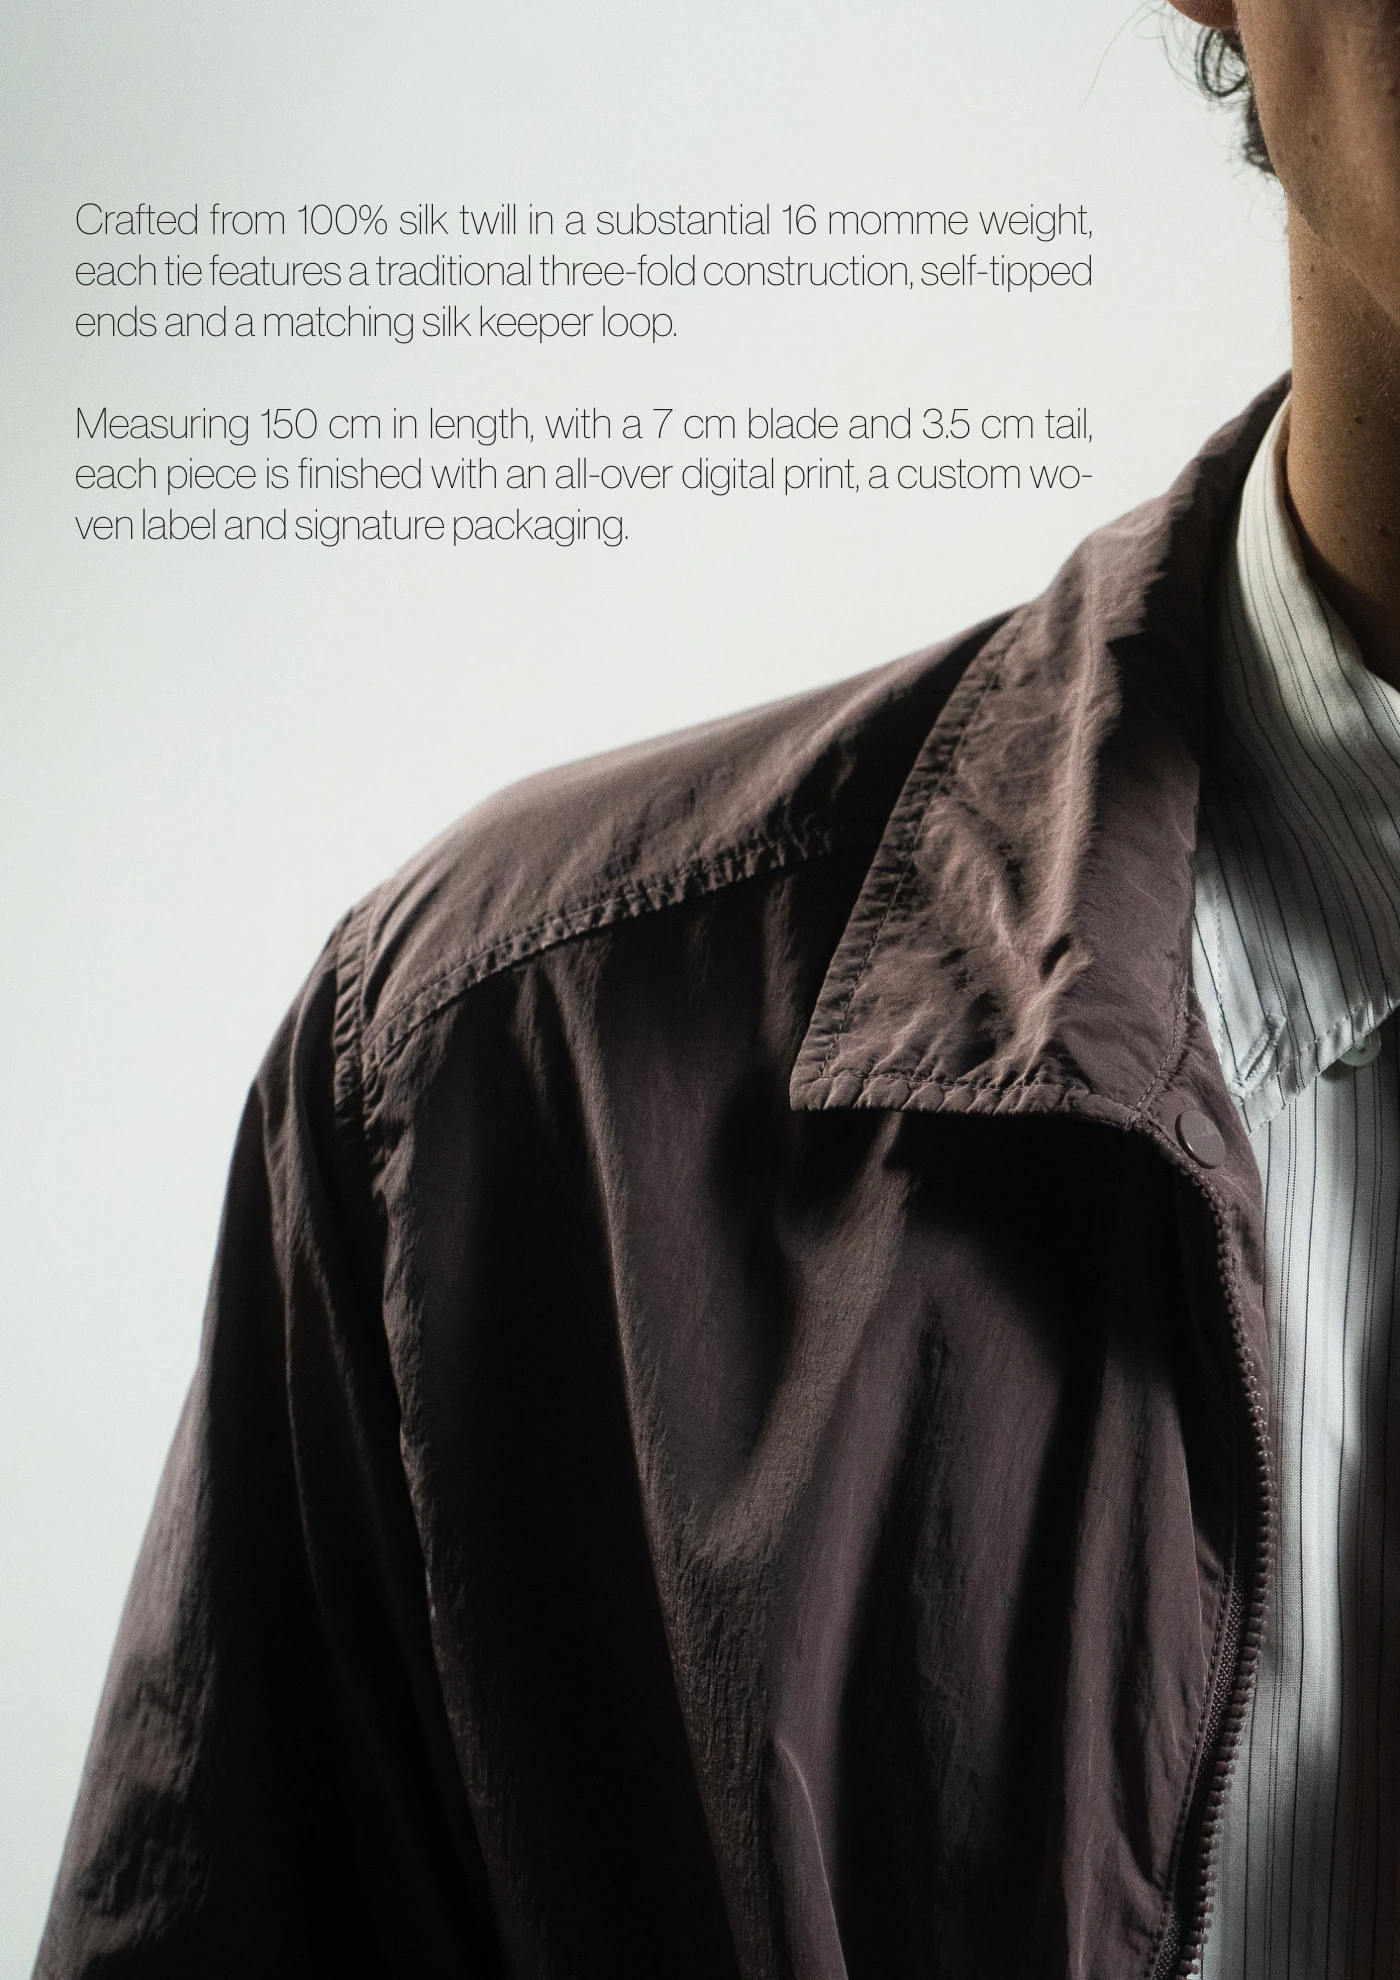 Crafted from 100% silk twill in a substantial 16 momme weight,
each tie features a traditional three-fold construction, self-tipped
ends and a matching silk keeper loop.
Measuring 150 cm in length, with a 7 cm blade and 3.5 cm tail,
each piece is finished with an all-over digital print, a custom wo-
ven label and signature packaging.